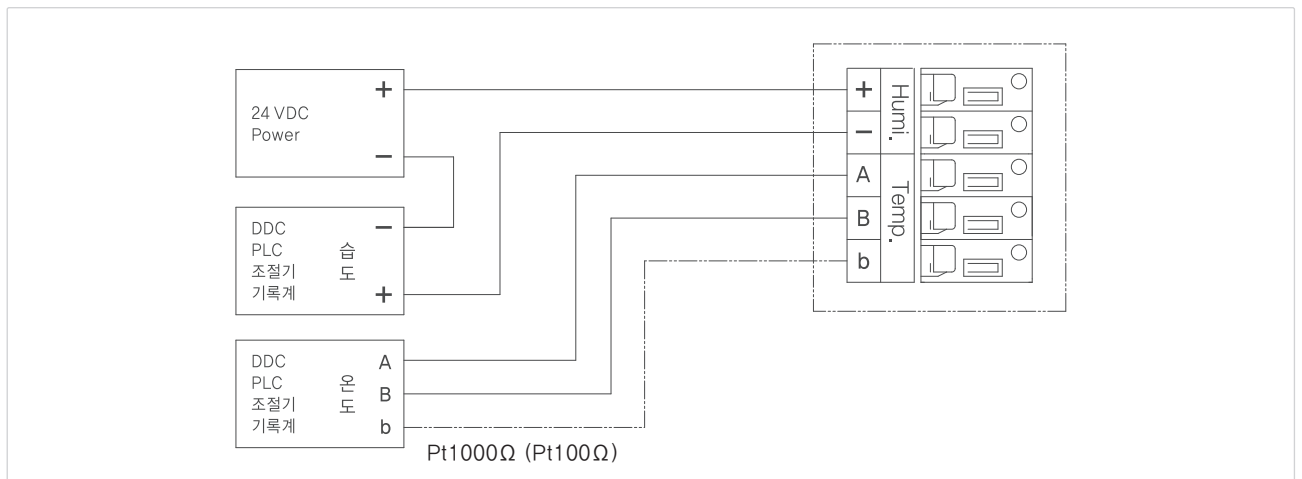 24 VDC
Power
+
−
DDC
PLC
조절기
기록계
습
도
−
+
DDC
PLC
조절기
기록계
온
도
A
B
b
Pt1000Ω (Pt100Ω)
+
−
A
B
b
Humi.
Temp.